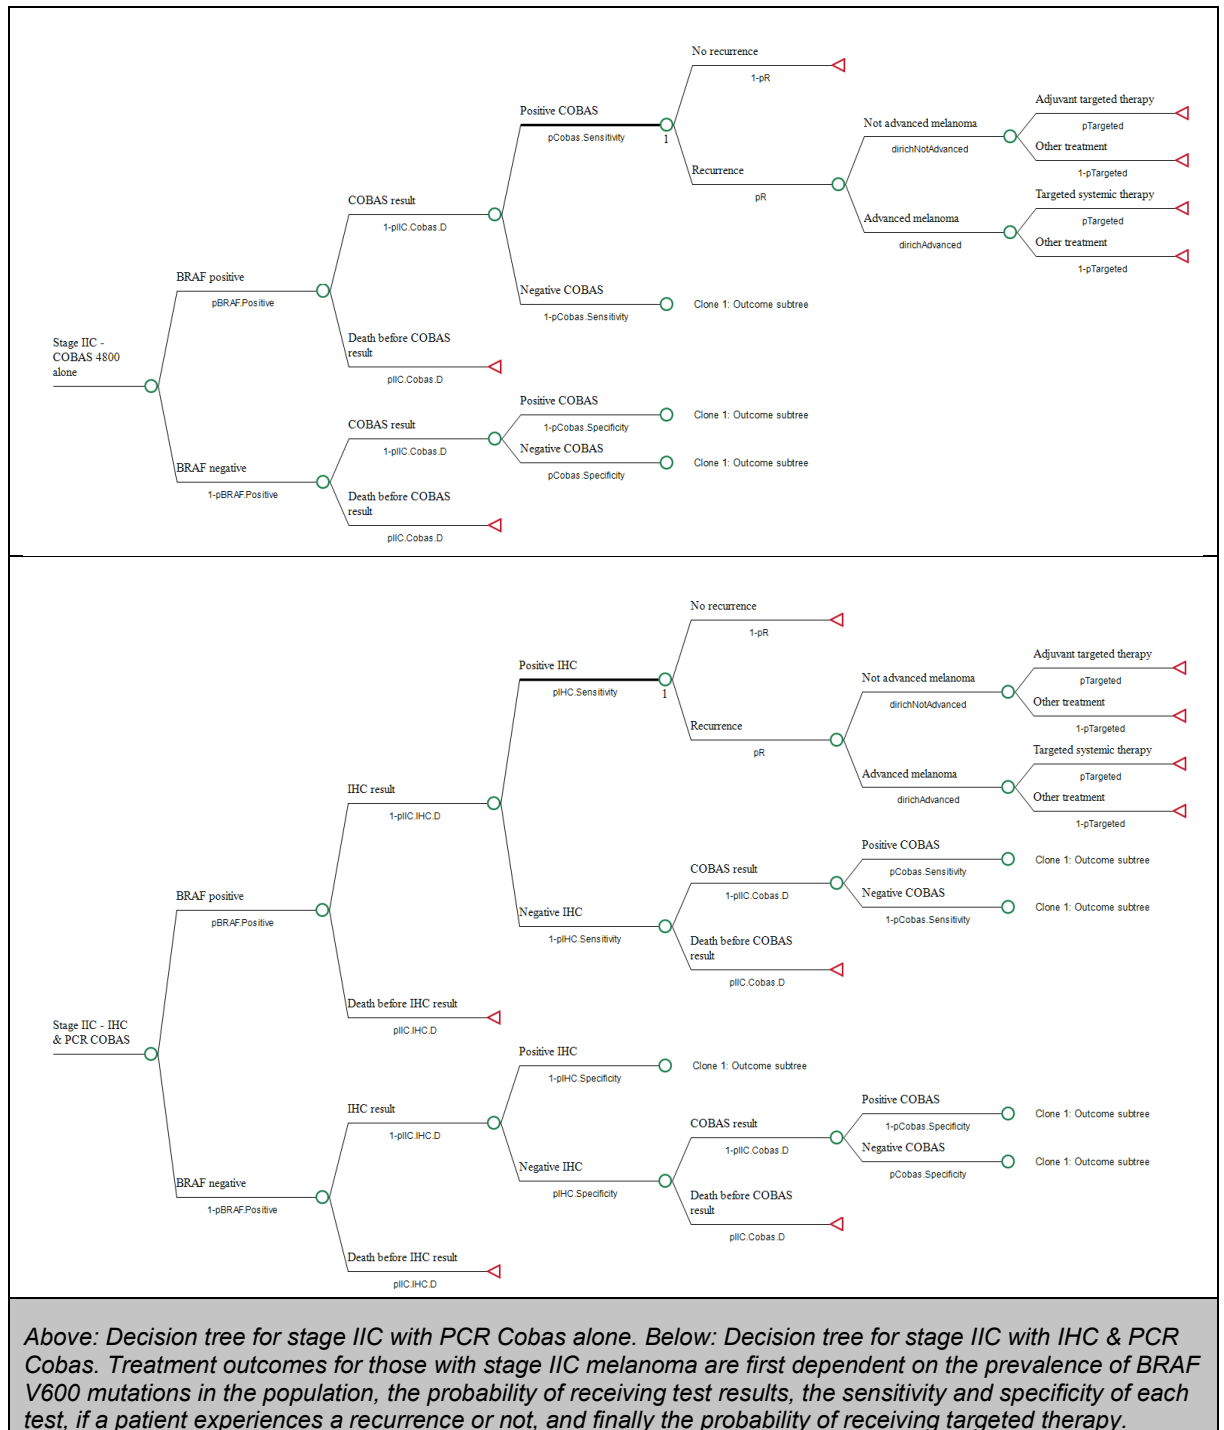 No recurrence
1-pR
Adjuvant targeted therapy
pTargeted
Positive COBAS
pCobas.Sensitivity
1
Not advanced melanoma
dirichNotAdvanced
Other treatment
1-pTargeted
Recurrence
pR
Targeted systemic therapy
pTargeted
COBAS result
1-pIIC.Cobas.D
Advanced melanoma
dirichAdvanced
Other treatment
1-pTargeted
BRAF positive
pBRAF.Positive
Negative COBAS
1-pCobas.Sensitivity
Clone 1: Outcome subtree
Stage IIC -
COBAS 4800
alone
Death before COBAS
result
pIIC.Cobas.D
Positive COBAS
1-pCobas.Specificity
Clone 1: Outcome subtree
COBAS result
1-pIIC.Cobas.D
Negative COBAS
pCobas.Specificity
Clone 1: Outcome subtree
BRAF negative
1-pBRAF.Positive
Death before COBAS
result
pIIC.Cobas.D
No recurrence
1-pR
Adjuvant targeted therapy
pTargeted
Positive IHC
pIHC.Sensitivity
1
Not advanced melanoma
dirichNotAdvanced
Other treatment
1-pTargeted
Recurrence
pR
Targeted systemic therapy
pTargeted
IHC result
1-pIIC.IHC.D
Advanced melanoma
dirichAdvanced
Other treatment
1-pTargeted
Positive COBAS
pCobas.Sensitivity
Clone 1: Outcome subtree
COBAS result
1-pIIC.Cobas.D
Negative COBAS
1-pCobas.Sensitivity
Clone 1: Outcome subtree
BRAF positive
pBRAF.Positive
Negative IHC
1-pIHC.Sensitivity
Death before COBAS
result
pIIC.Cobas.D
Death before IHC result
pIIC.IHC.D
Stage IIC - IHC
& PCR COBAS
Positive IHC
1-pIHC.Specificity
Clone 1: Outcome subtree
IHC result
1-pIIC.IHC.D
Positive COBAS
1-pCobas.Specificity
Clone 1: Outcome subtree
COBAS result
1-pIIC.Cobas.D
Negative COBAS
pCobas.Specificity
Clone 1: Outcome subtree
Negative IHC
pIHC.Specificity
BRAF negative
1-pBRAF.Positive
Death before COBAS
result
pIIC.Cobas.D
Death before IHC result
pIIC.IHC.D
Above: Decision tree for stage IIC with PCR Cobas alone. Below: Decision tree for stage IIC with IHC & PCR
Cobas. Treatment outcomes for those with stage IIC melanoma are first dependent on the prevalence of BRAF
V600 mutations in the population, the probability of receiving test results, the sensitivity and specificity of each
test, if a patient experiences a recurrence or not, and finally the probability of receiving targeted therapy.